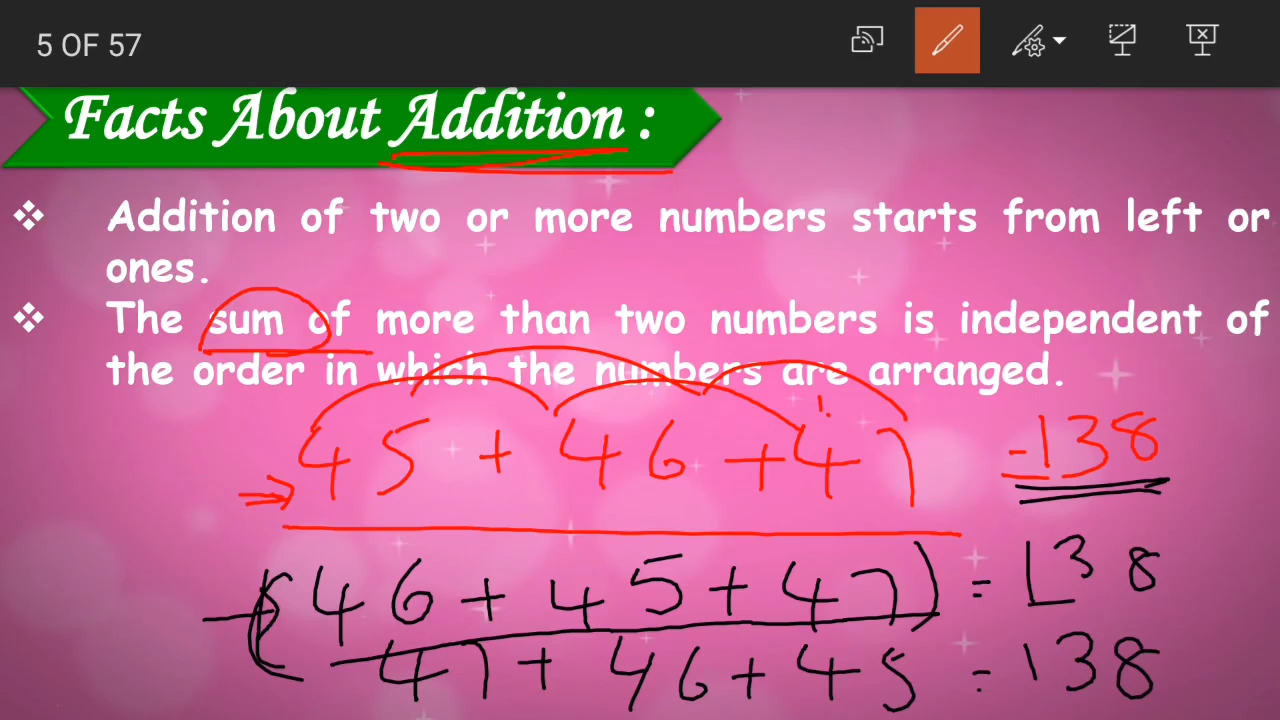 5 OF 57
Facts About Addition :
❖ Addition of two or more numbers starts from left or
ones.
❖ The sum of more than two numbers is independent of
the order in which the numbers are arranged.
45 + 46 + 47 = 138
(46 + 45 + 47) = 138
47 + 46 + 45 = 138